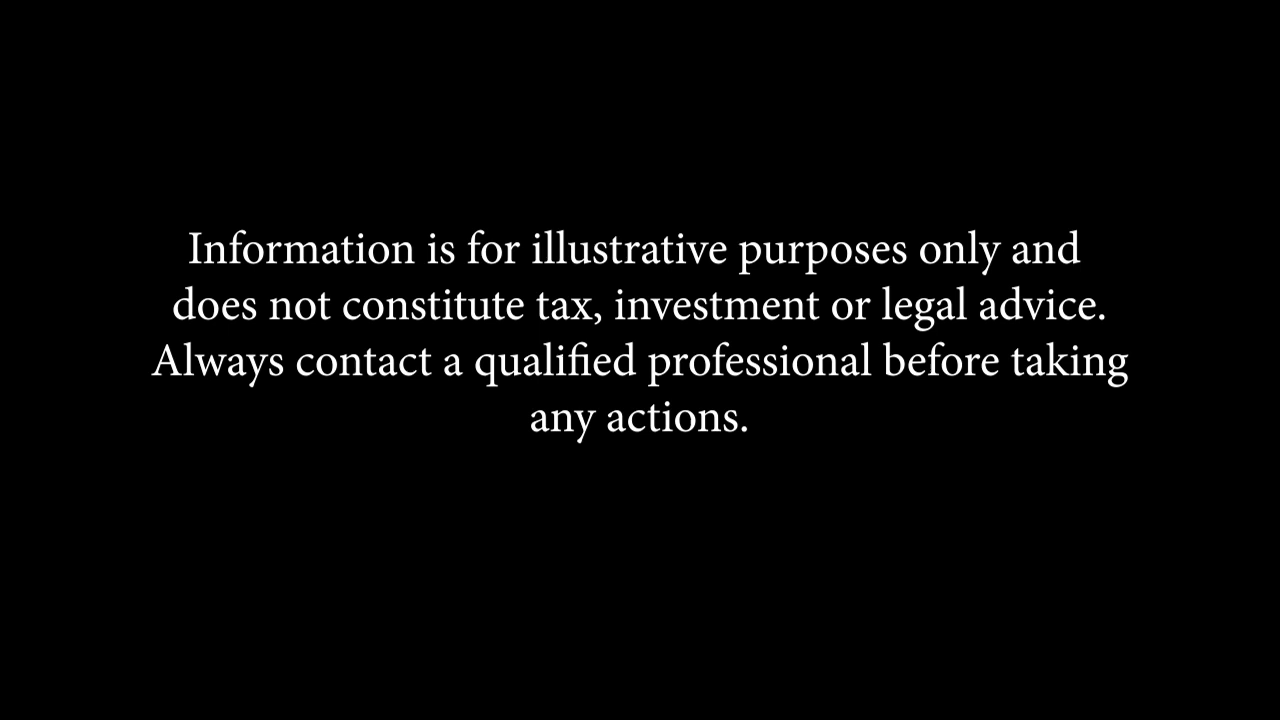 Information is for illustrative purposes only and
does not constitute tax, investment or legal advice.
Always contact a qualified professional before taking
any actions.